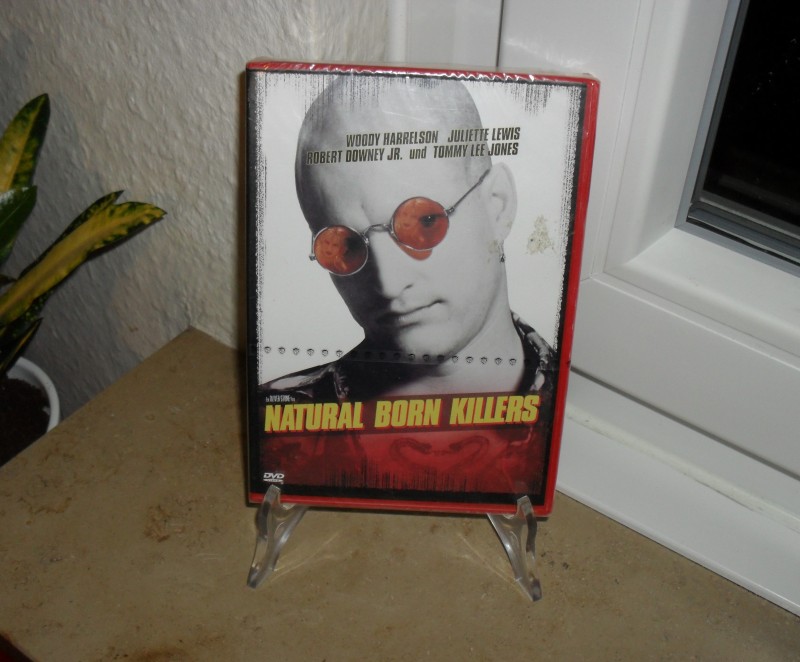 WOODY HARRELSON JULIETTE LEWIS
ROBERT DOWNEY JR. und TOMMY LEE JONES
NATURAL BORN KILLERS
DVD